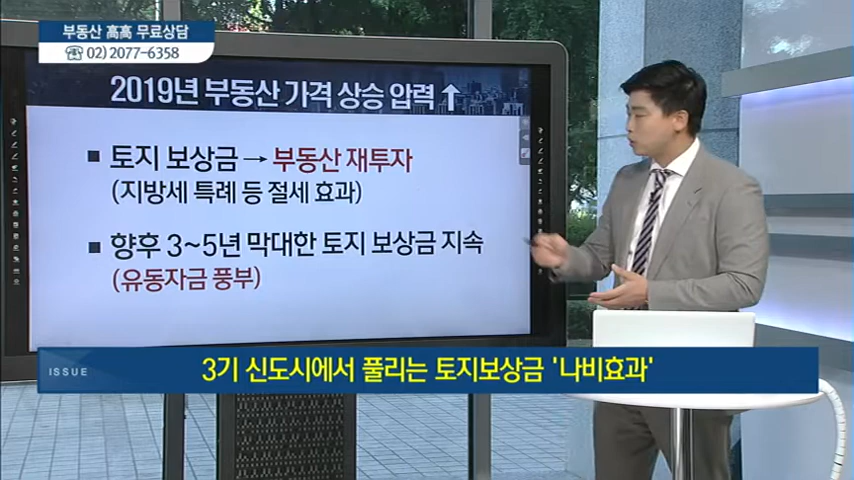 부동산 高高 무료상담
☎ 02) 2077-6358
2019년 부동산 가격 상승 압력↑
■ 토지 보상금→부동산 재투자
(지방세 특례 등 절세 효과)
■ 향후 3~5년 막대한 토지 보상금 지속
(유동자금 풍부)
ISSUE
3기 신도시에서 풀리는 토지보상금 '나비효과'